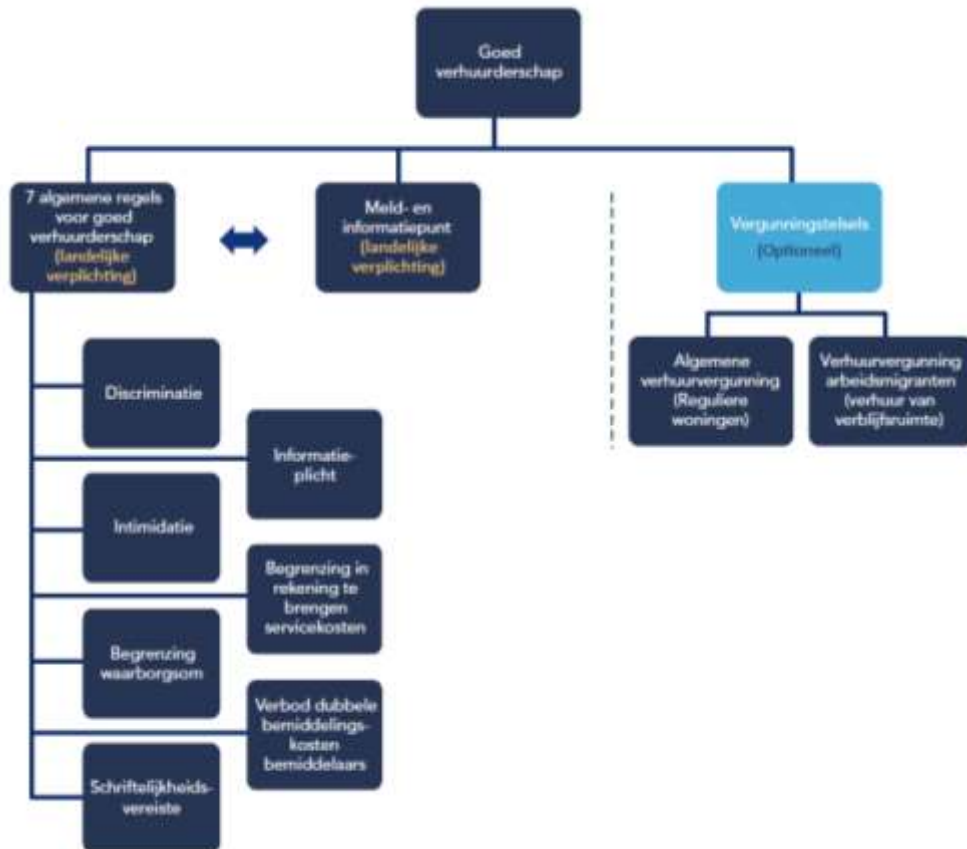 Goed
verhuurderschap
7 algemene regels
voor goed
verhuurderschap
(landelijke
verplichting)
Meld- en
informatiepunt
(landelijke
verplichting)
Vergunningstelsels
(Optioneel)
Algemene
verhuurvergunning
(Reguliere
woningen)
Verhuurvergunning
arbeidsmigranten
(verhuur van
verblijfsruimte)
Discriminatie
Informatie-
plicht
Intimidatie
Begrenzing in
rekening te
brengen
servicekosten
Begrenzing
waarborgsom
Verbod dubbele
bemiddelings-
kosten
bemiddelaars
Schriftelijkheids-
vereiste